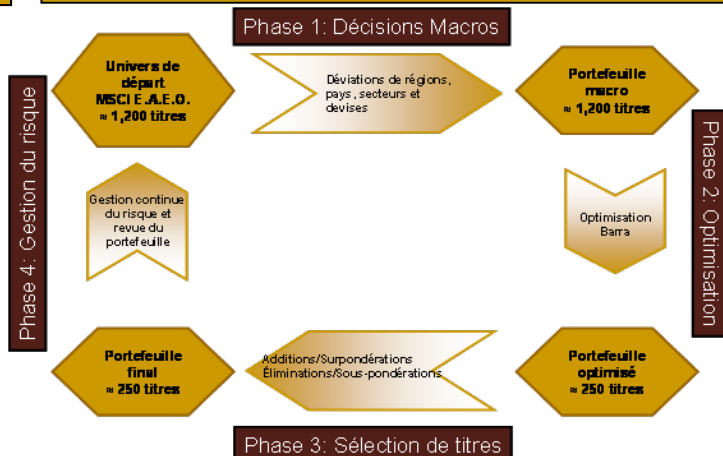 Phase 1: Décisions Macros
Univers de
départ
MSCI E.A.E.O.
≈ 1,200 titres
Déviations de régions,
pays, secteurs et
devises
Portefeuille
macro
≈ 1,200 titres
Phase 2: Optimisation
Optimisation
Barra
Portefeuille
optimisé
≈ 250 titres
Additions/Surpondérations
Éliminations/Sous-pondérations
Phase 3: Sélection de titres
Portefeuille
final
≈ 250 titres
Gestion continue
du risque et
revue du
portefeuille
Phase 4: Gestion du risque